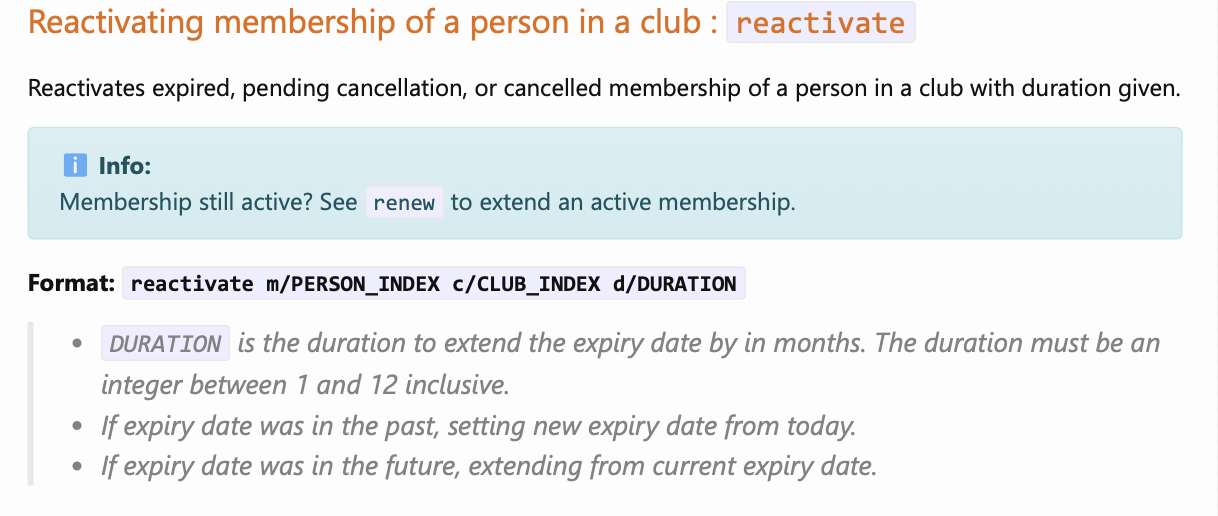 Reactivating membership of a person in a club : reactivate
Reactivates expired, pending cancellation, or cancelled membership of a person in a club with duration given.
ℹ️ Info:
Membership still active? See renew to extend an active membership.
Format: reactivate m/PERSON_INDEX c/CLUB_INDEX d/DURATION
• DURATION is the duration to extend the expiry date by in months. The duration must be an
integer between 1 and 12 inclusive.
• If expiry date was in the past, setting new expiry date from today.
• If expiry date was in the future, extending from current expiry date.